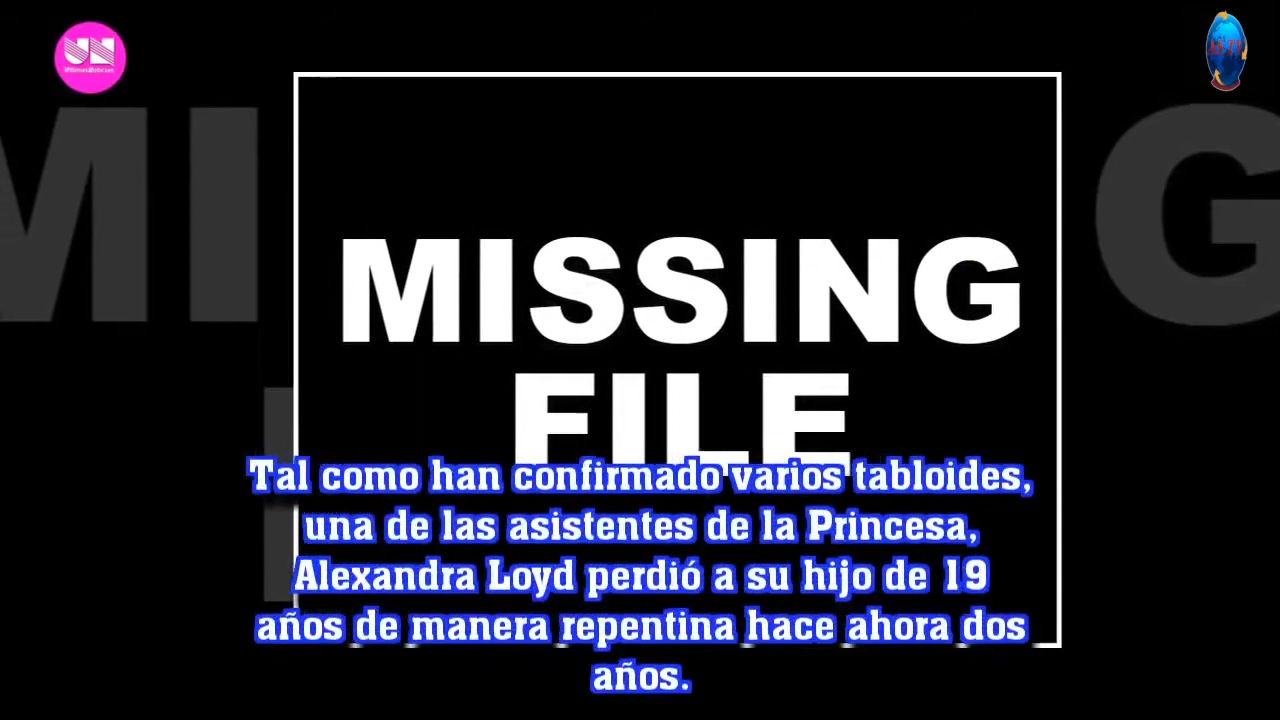 MISSING
FILE
Tal como han confirmado varios tabloides,
una de las asistentes de la Princesa,
Alexandra Loyd perdió a su hijo de 19
años de manera repentina hace ahora dos
años.